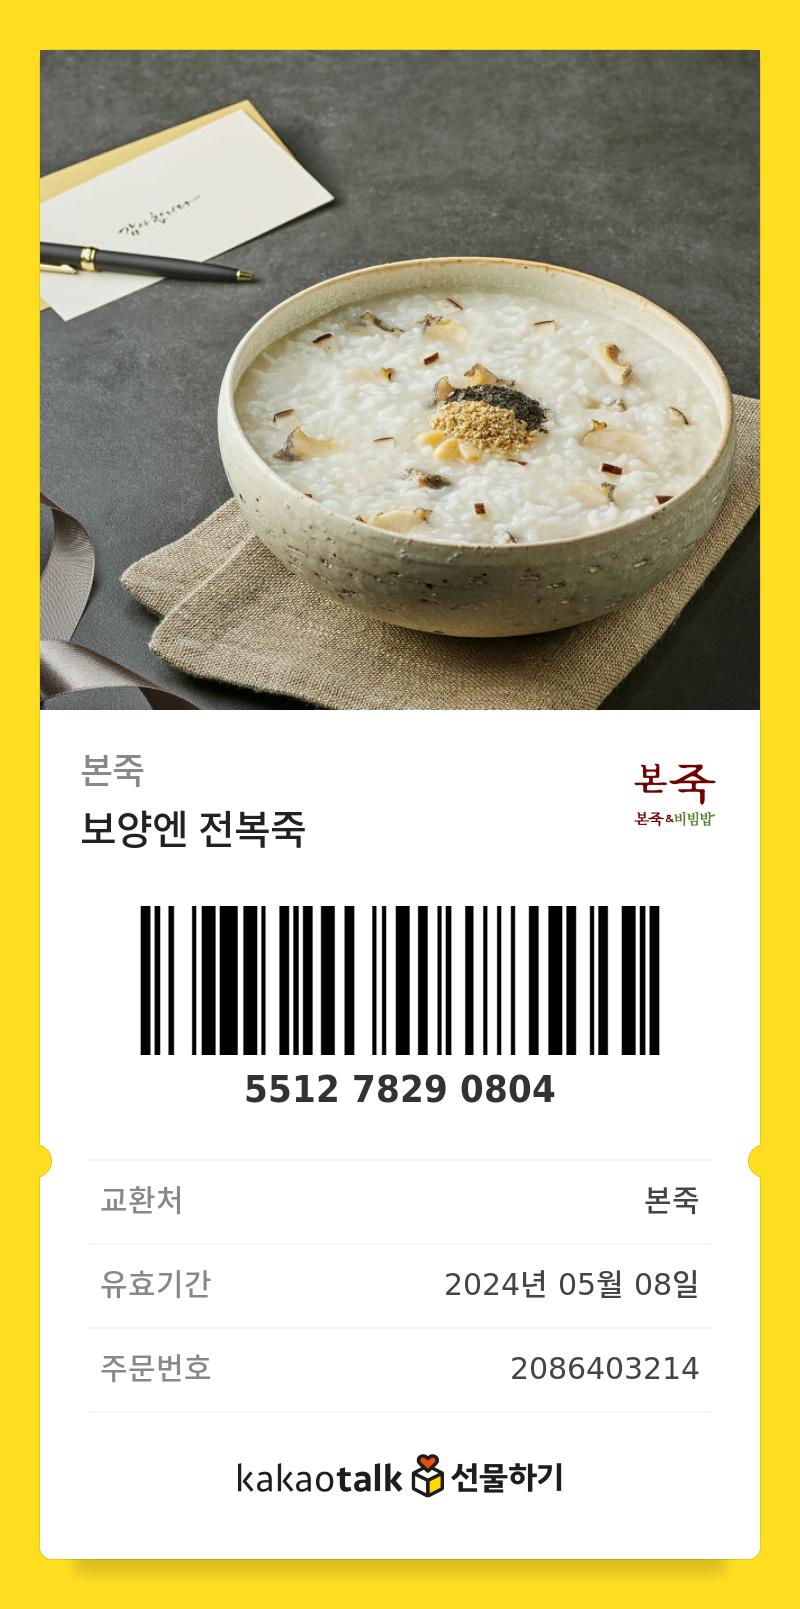 감사합니다
본죽
보양엔 전복죽
본죽
본죽&비빔밥
5512 7829 0804
교환처 본죽
유효기간 2024년 05월 08일
주문번호 2086403214
kakaotalk 선물하기